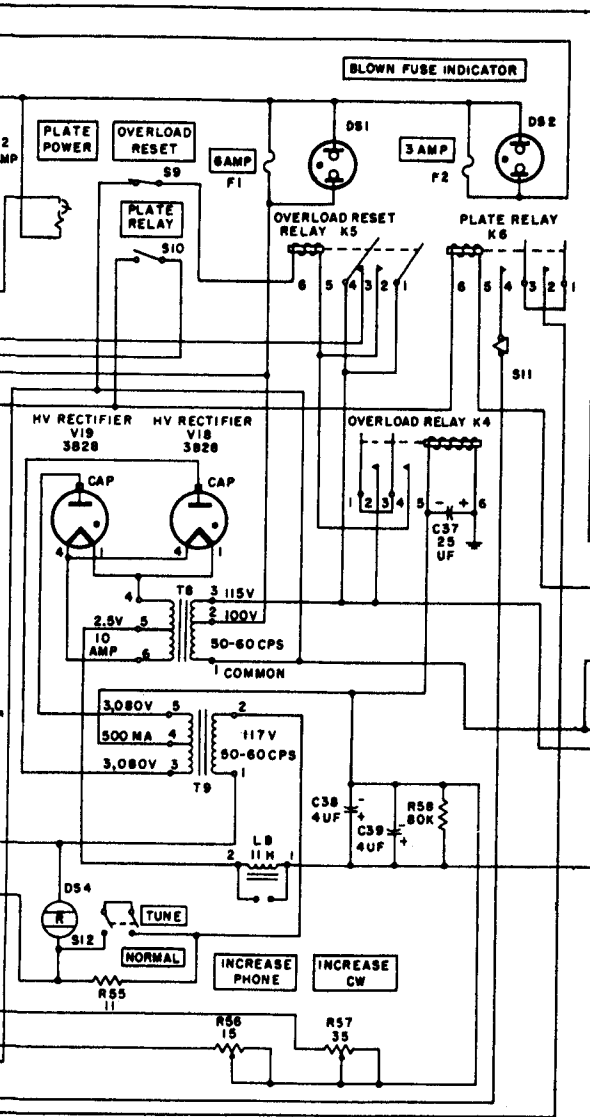 BLOWN FUSE INDICATOR
DS1
DS2
2
MP
PLATE
POWER
OVERLOAD
RESET
S9
6AMP
F1
3 AMP
F2
PLATE
RELAY
S10
OVERLOAD RESET
RELAY K5
PLATE RELAY
K6
6 5 4 3 2 1
6 5 4 3 2 1
S11
HV RECTIFIER
V19
3B28
HV RECTIFIER
V18
3B28
OVERLOAD RELAY K4
CAP
CAP
1 2 3 4 5 - + 6
C37
25
UF
4 1
4 1
4
T8
3 115V
2.5V 5
2 100V
10
AMP
50-60 CPS
6
1 COMMON
3,080V 5
2
500 MA 4
117V
50-60CPS
3,080V 3
1
T9
C38
4UF
-
+
C39
4UF
-
+
R58
80K
L8
2 11 H 1
DS4
R
S12
TUNE
NORMAL
R55
11
INCREASE
PHONE
INCREASE
CW
R56
15
R57
35